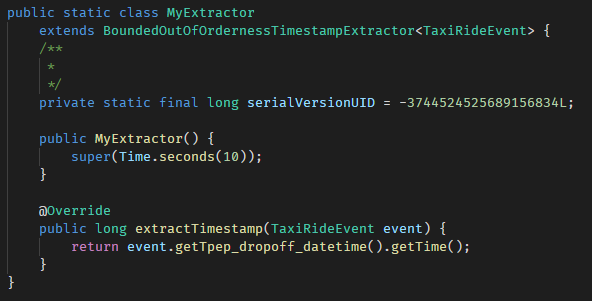 public static class MyExtractor
    extends BoundedOutOfOrdernessTimestampExtractor<TaxiRideEvent> {
    /**
     *
     */
    private static final long serialVersionUID = -3744524525689156834L;

    public MyExtractor() {
        super(Time.seconds(10));
    }

    @Override
    public long extractTimestamp(TaxiRideEvent event) {
        return event.getTpep_dropoff_datetime().getTime();
    }
}